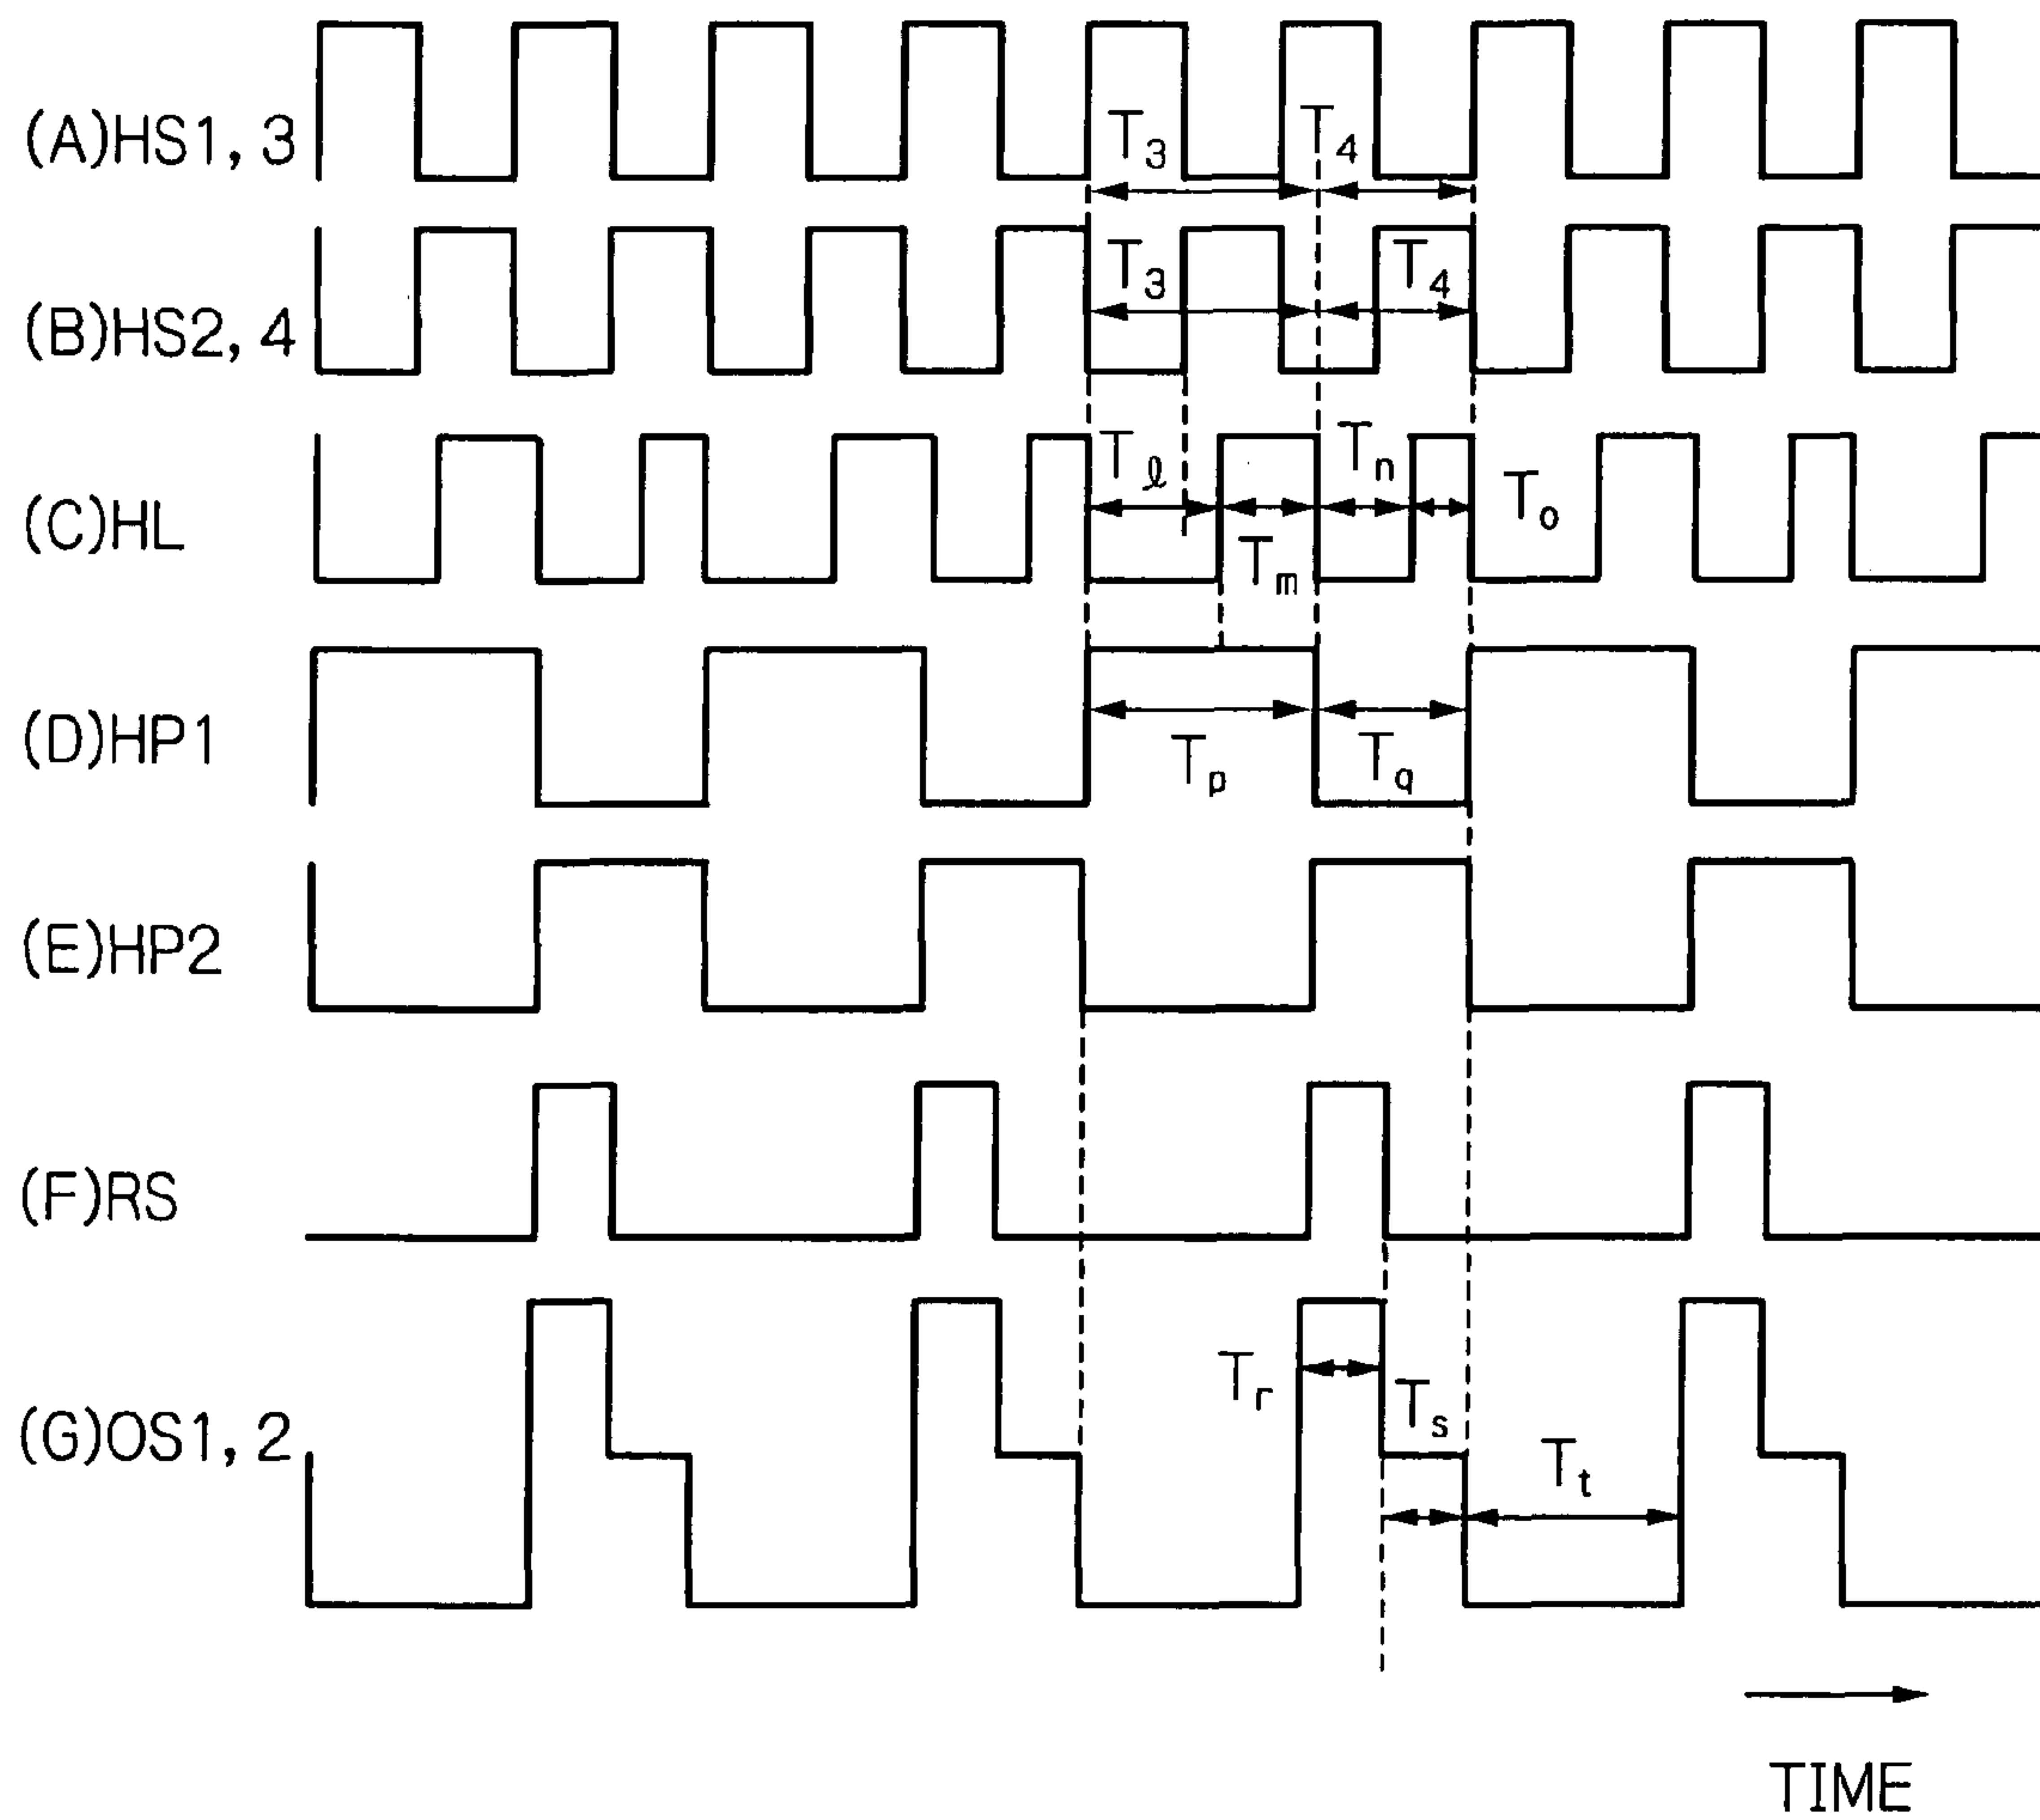 (A)HS1,3
T3
T4
(B)HS2,4
T3
T4
(C)HL
Tℓ
Tm
Tn
To
(D)HP1
Tp
Tq
(E)HP2
(F)RS
(G)OS1,2
Tr
Ts
Tt
TIME